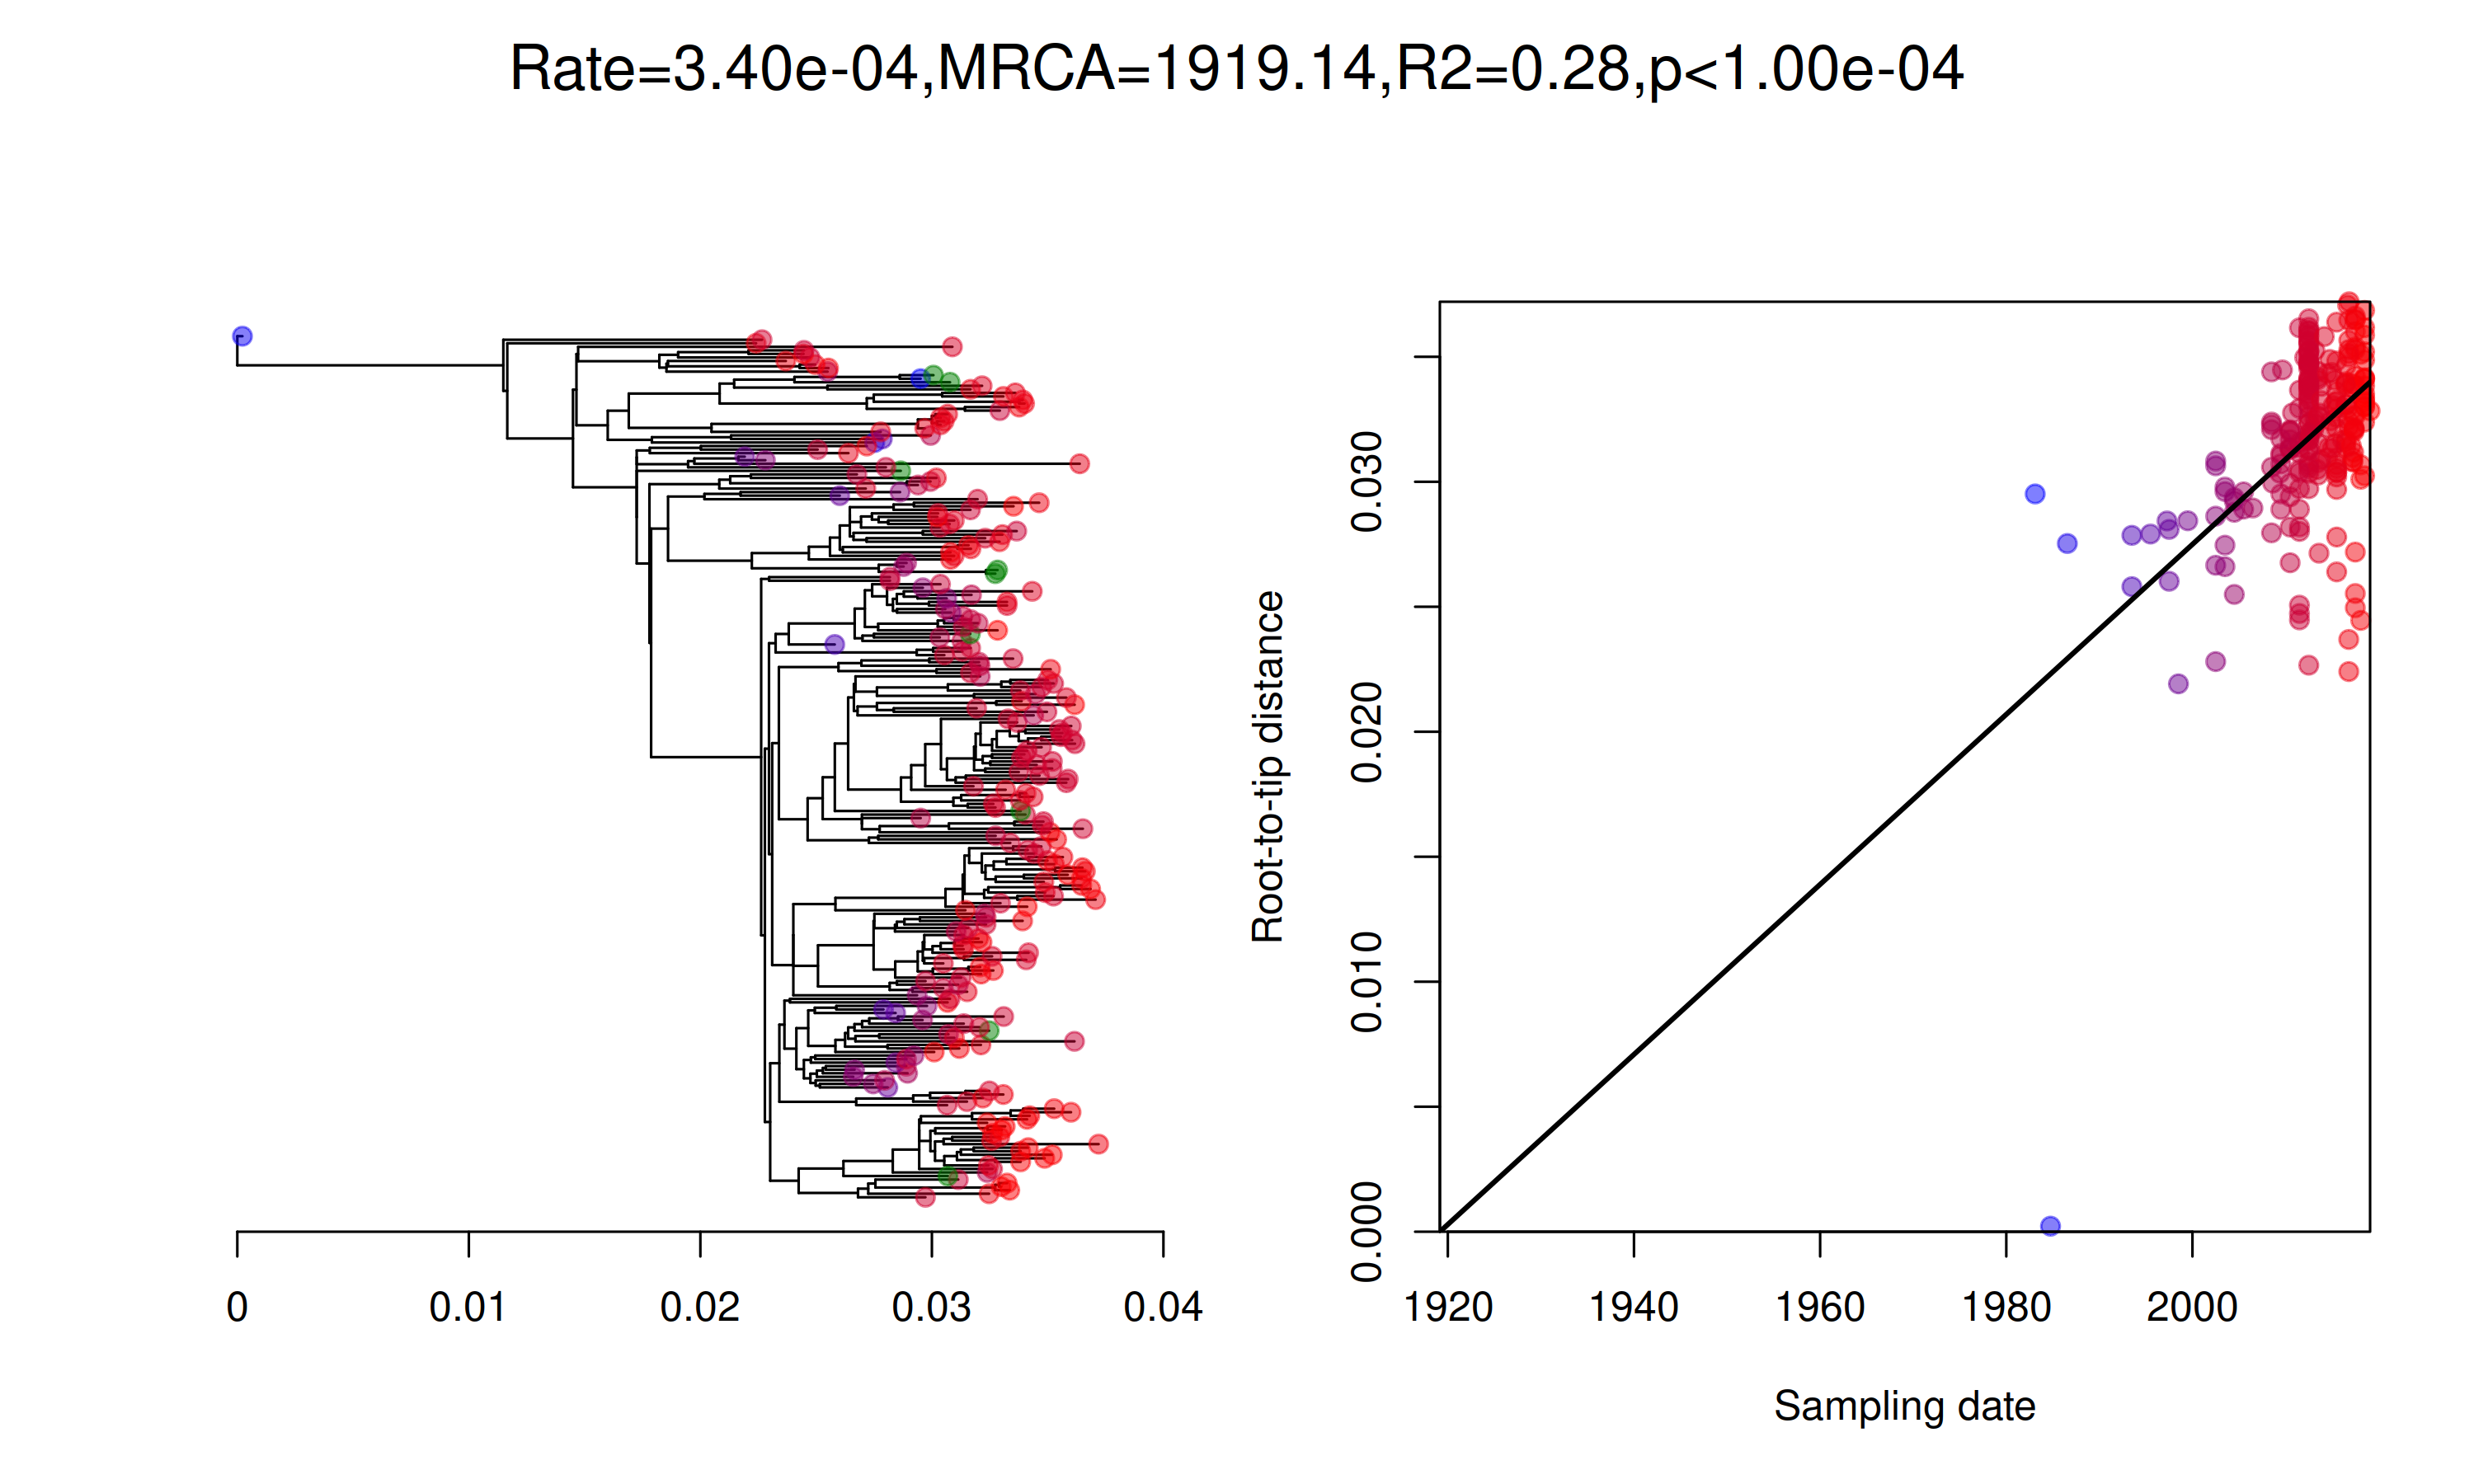 Rate=3.40e-04,MRCA=1919.14,R2=0.28,p<1.00e-04
0 0.01 0.02 0.03 0.04
Root-to-tip distance
0.000 0.010 0.020 0.030
1920 1940 1960 1980 2000
Sampling date